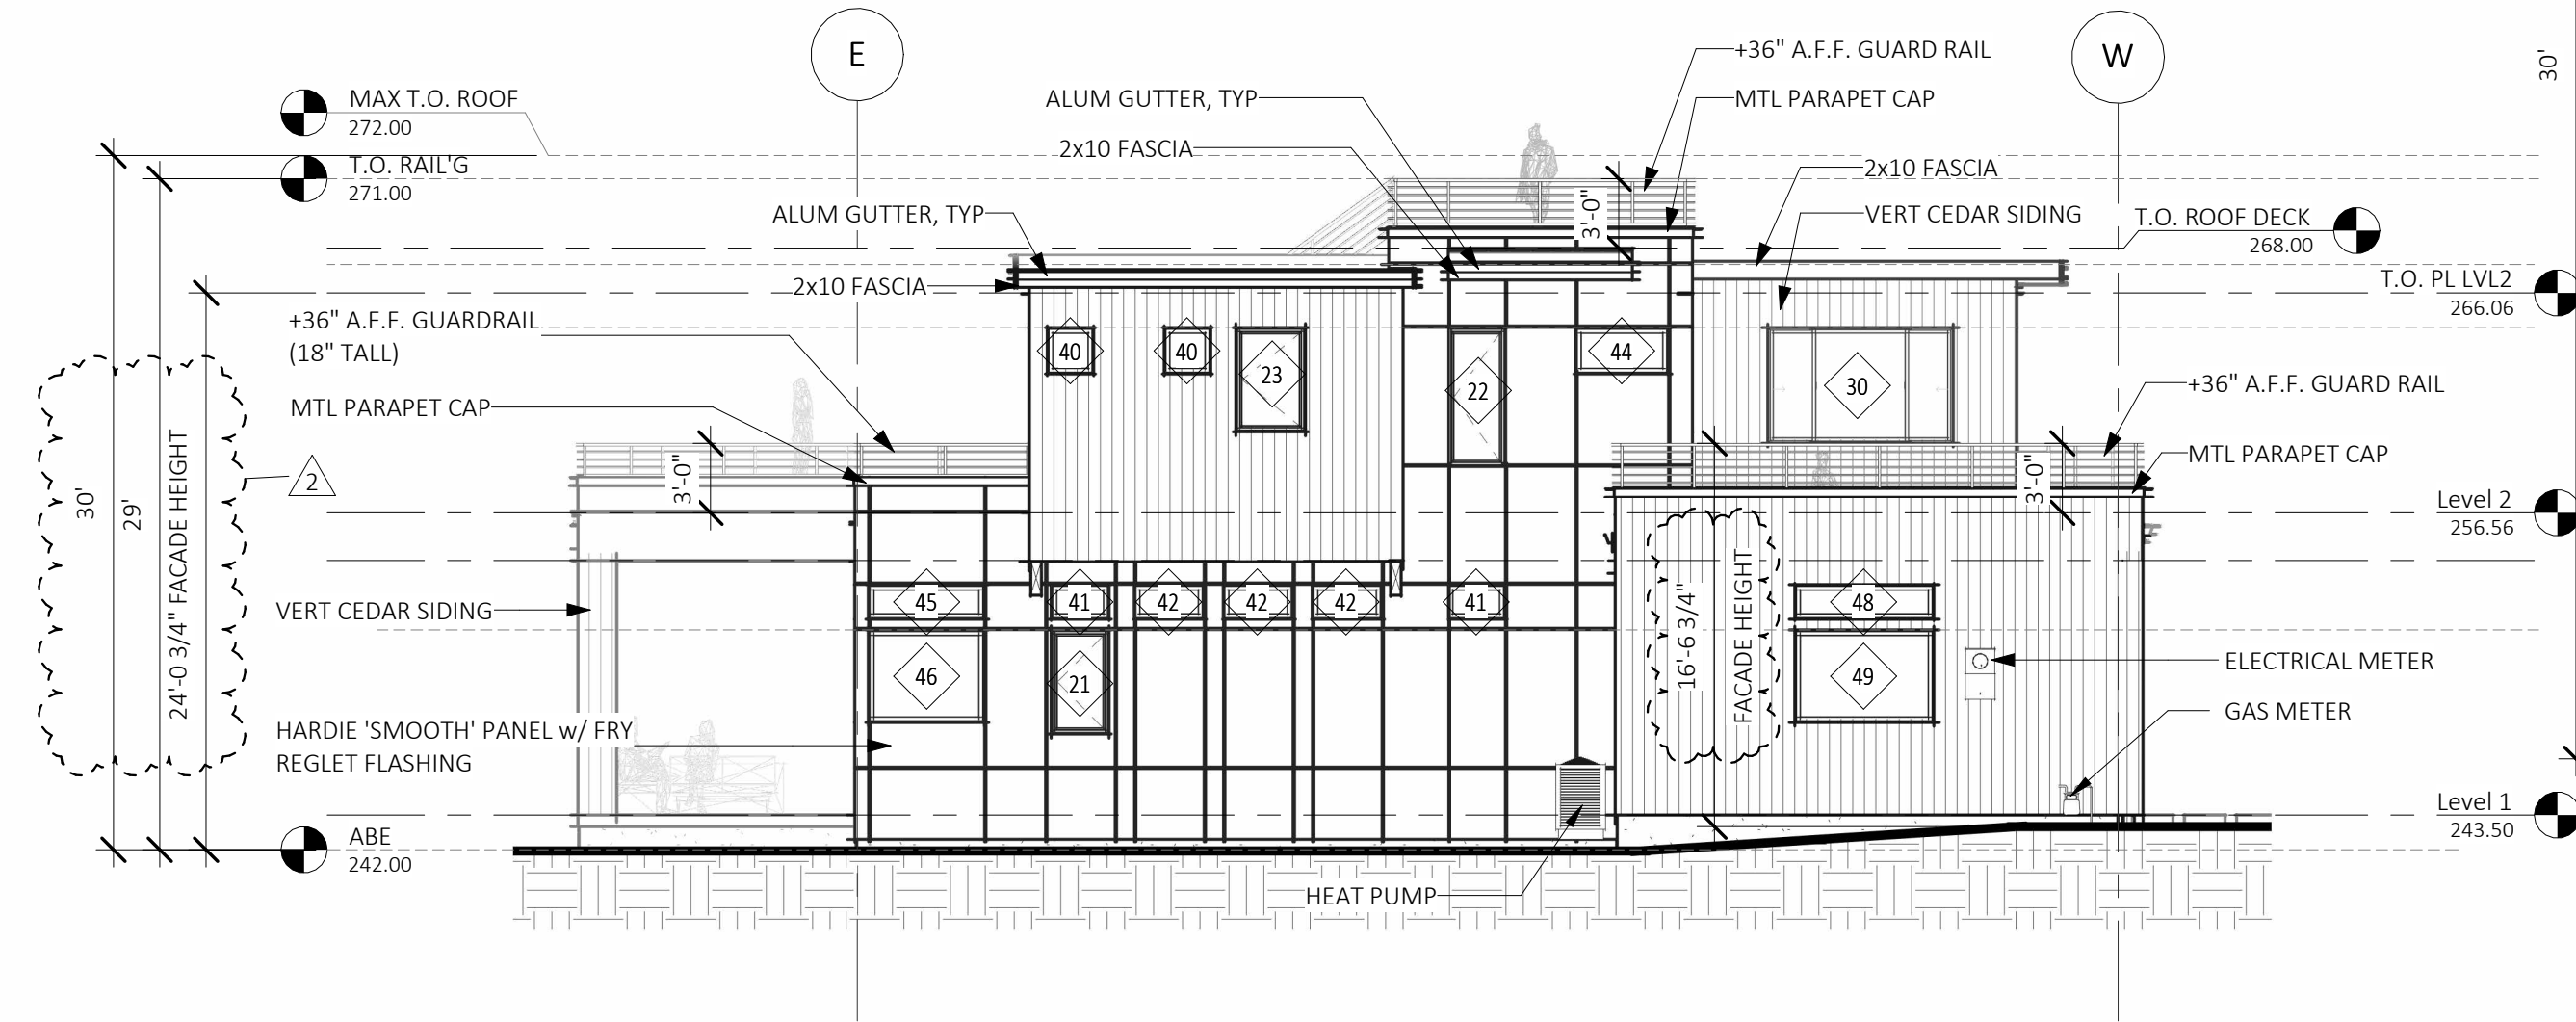 E
W
30'
+36" A.F.F. GUARD RAIL
MAX T.O. ROOF
272.00
ALUM GUTTER, TYP
MTL PARAPET CAP
2x10 FASCIA
T.O. RAIL'G
271.00
2x10 FASCIA
3'-0"
ALUM GUTTER, TYP
VERT CEDAR SIDING
T.O. ROOF DECK
268.00
2x10 FASCIA
T.O. PL LVL2
266.06
+36" A.F.F. GUARDRAIL
(18" TALL)
40
40
23
22
44
30
+36" A.F.F. GUARD RAIL
MTL PARAPET CAP
MTL PARAPET CAP
30'
29'
24'-0 3/4" FACADE HEIGHT
2
3'-0"
3'-0"
Level 2
256.56
VERT CEDAR SIDING
45
41
42
42
42
41
48
16'-6 3/4"
FACADE HEIGHT
46
21
49
ELECTRICAL METER
GAS METER
HARDIE 'SMOOTH' PANEL w/ FRY
REGLET FLASHING
Level 1
243.50
ABE
242.00
HEAT PUMP